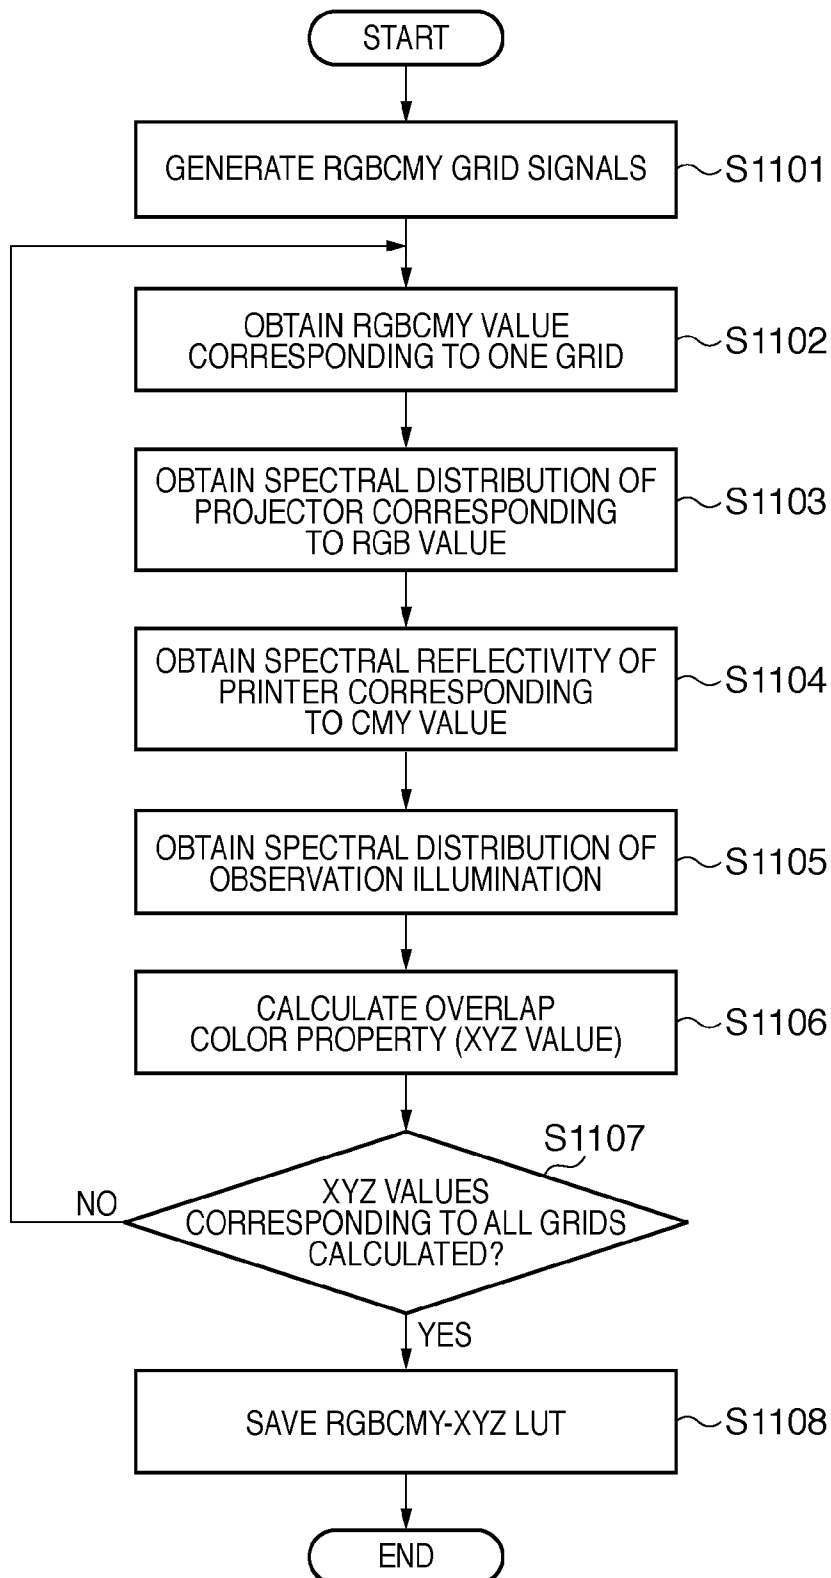 START
GENERATE RGBCMY GRID SIGNALS
S1101
OBTAIN RGBCMY VALUE
CORRESPONDING TO ONE GRID
S1102
OBTAIN SPECTRAL DISTRIBUTION OF
PROJECTOR CORRESPONDING
TO RGB VALUE
S1103
OBTAIN SPECTRAL REFLECTIVITY OF
PRINTER CORRESPONDING
TO CMY VALUE
S1104
OBTAIN SPECTRAL DISTRIBUTION OF
OBSERVATION ILLUMINATION
S1105
CALCULATE OVERLAP
COLOR PROPERTY (XYZ VALUE)
S1106
S1107
XYZ VALUES
CORRESPONDING TO ALL GRIDS
CALCULATED?
NO
YES
SAVE RGBCMY-XYZ LUT
S1108
END